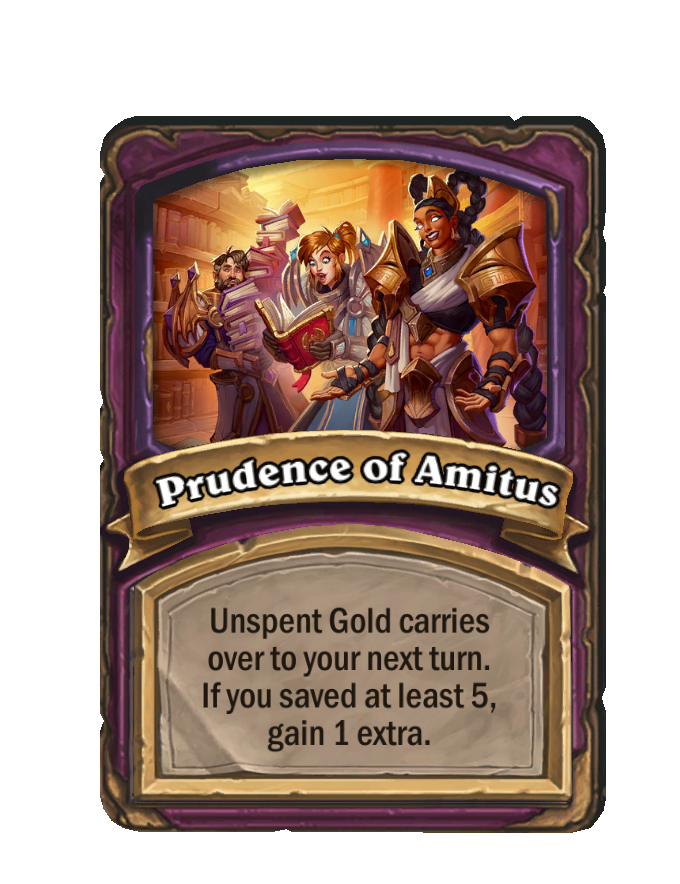 Prudence of Amitus
Unspent Gold carries
over to your next turn.
If you saved at least 5,
gain 1 extra.